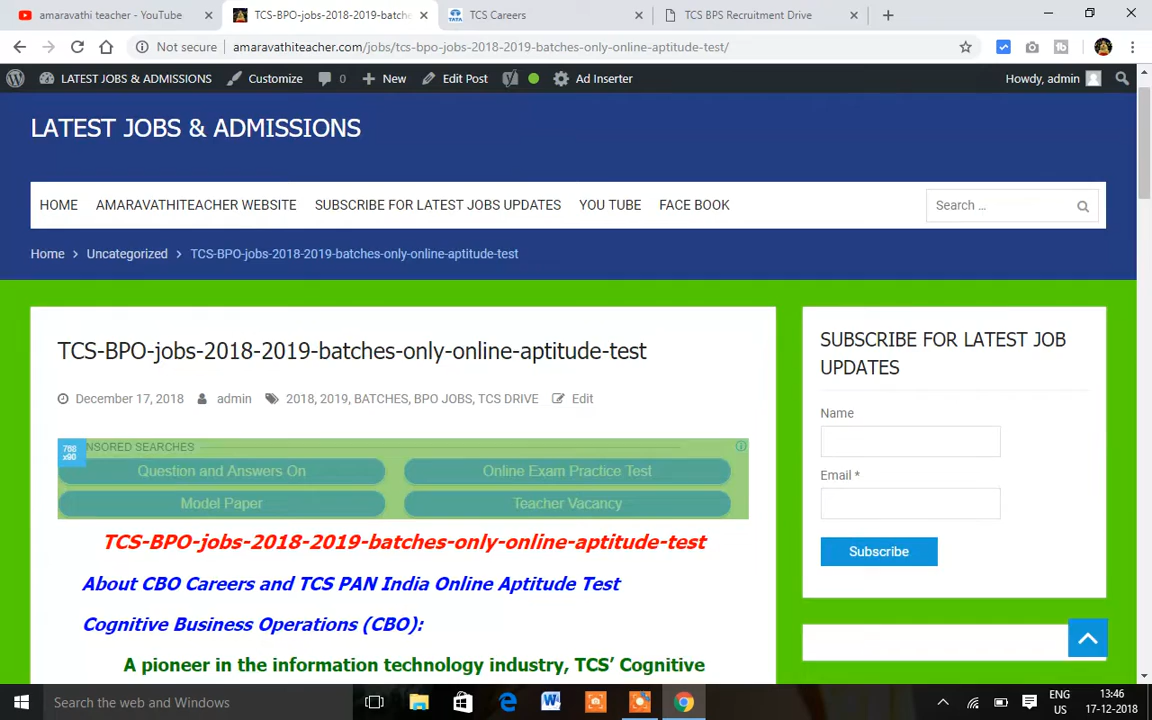 amaravathi teacher - YouTube
TCS-BPO-jobs-2018-2019-batche
TATA
TCS Careers
TCS BPS Recruitment Drive
Not secure
amaravathiteacher.com/jobs/tcs-bpo-jobs-2018-2019-batches-only-online-aptitude-test/
LATEST JOBS & ADMISSIONS
Customize
0
New
Edit Post
Ad Inserter
Howdy, admin
LATEST JOBS & ADMISSIONS
HOME
AMARAVATHITEACHER WEBSITE
SUBSCRIBE FOR LATEST JOBS UPDATES
YOU TUBE
FACE BOOK
Search …
Home > Uncategorized > TCS-BPO-jobs-2018-2019-batches-only-online-aptitude-test
TCS-BPO-jobs-2018-2019-batches-only-online-aptitude-test
December 17, 2018
admin
2018, 2019, BATCHES, BPO JOBS, TCS DRIVE
Edit
768
x90
NSORED SEARCHES
Question and Answers On
Online Exam Practice Test
Model Paper
Teacher Vacancy
TCS-BPO-jobs-2018-2019-batches-only-online-aptitude-test
About CBO Careers and TCS PAN India Online Aptitude Test
Cognitive Business Operations (CBO):
A pioneer in the information technology industry, TCS’ Cognitive
SUBSCRIBE FOR LATEST JOB
UPDATES
Name
Email *
Subscribe
Search the web and Windows
ENG
US
13:46
17-12-2018